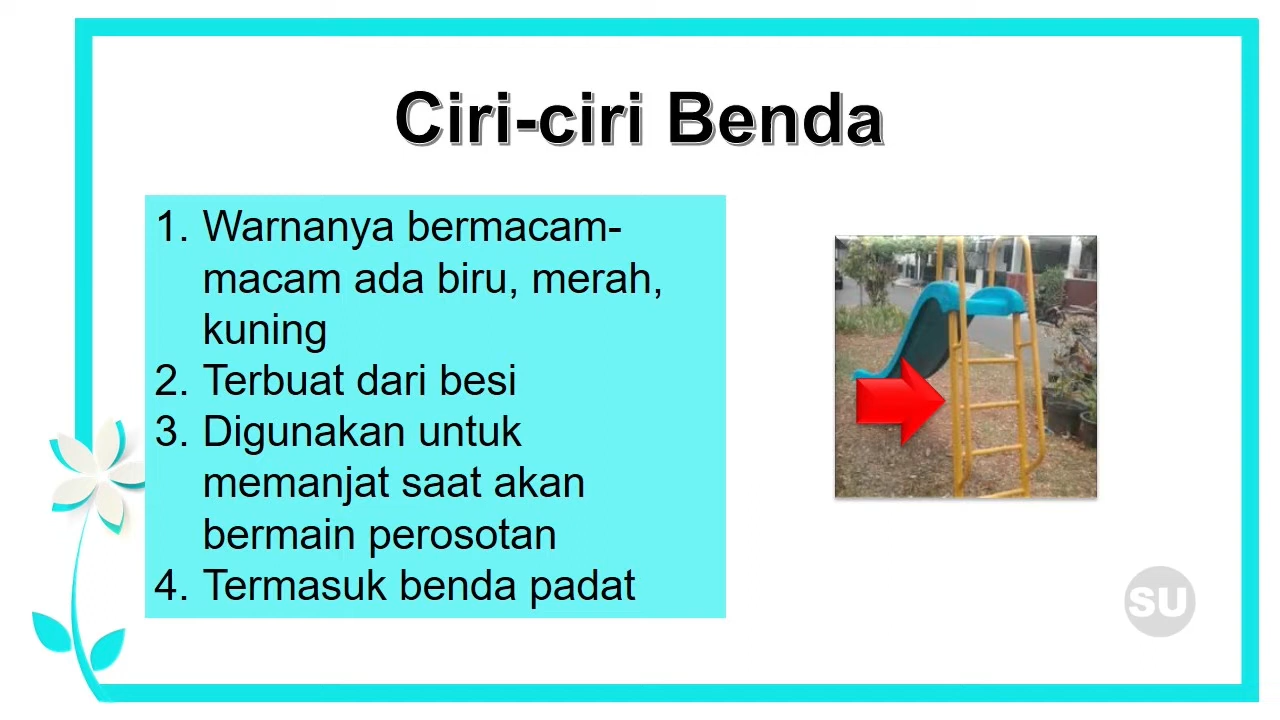 Ciri-ciri Benda
1. Warnanya bermacam-
macam ada biru, merah,
kuning
2. Terbuat dari besi
3. Digunakan untuk
memanjat saat akan
bermain perosotan
4. Termasuk benda padat
SU